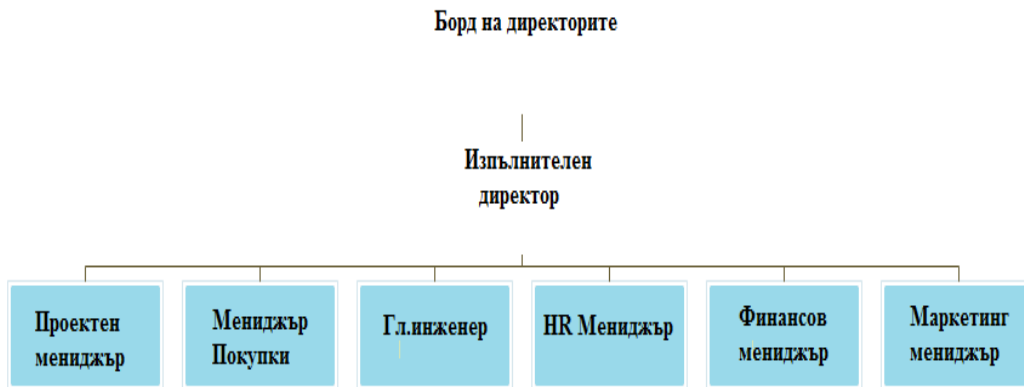 Борд на директорите
Изпълнителен
директор
Проектен
мениджър
Мениджър
Покупки
Гл.инженер
HR Мениджър
Финансов
мениджър
Маркетинг
мениджър